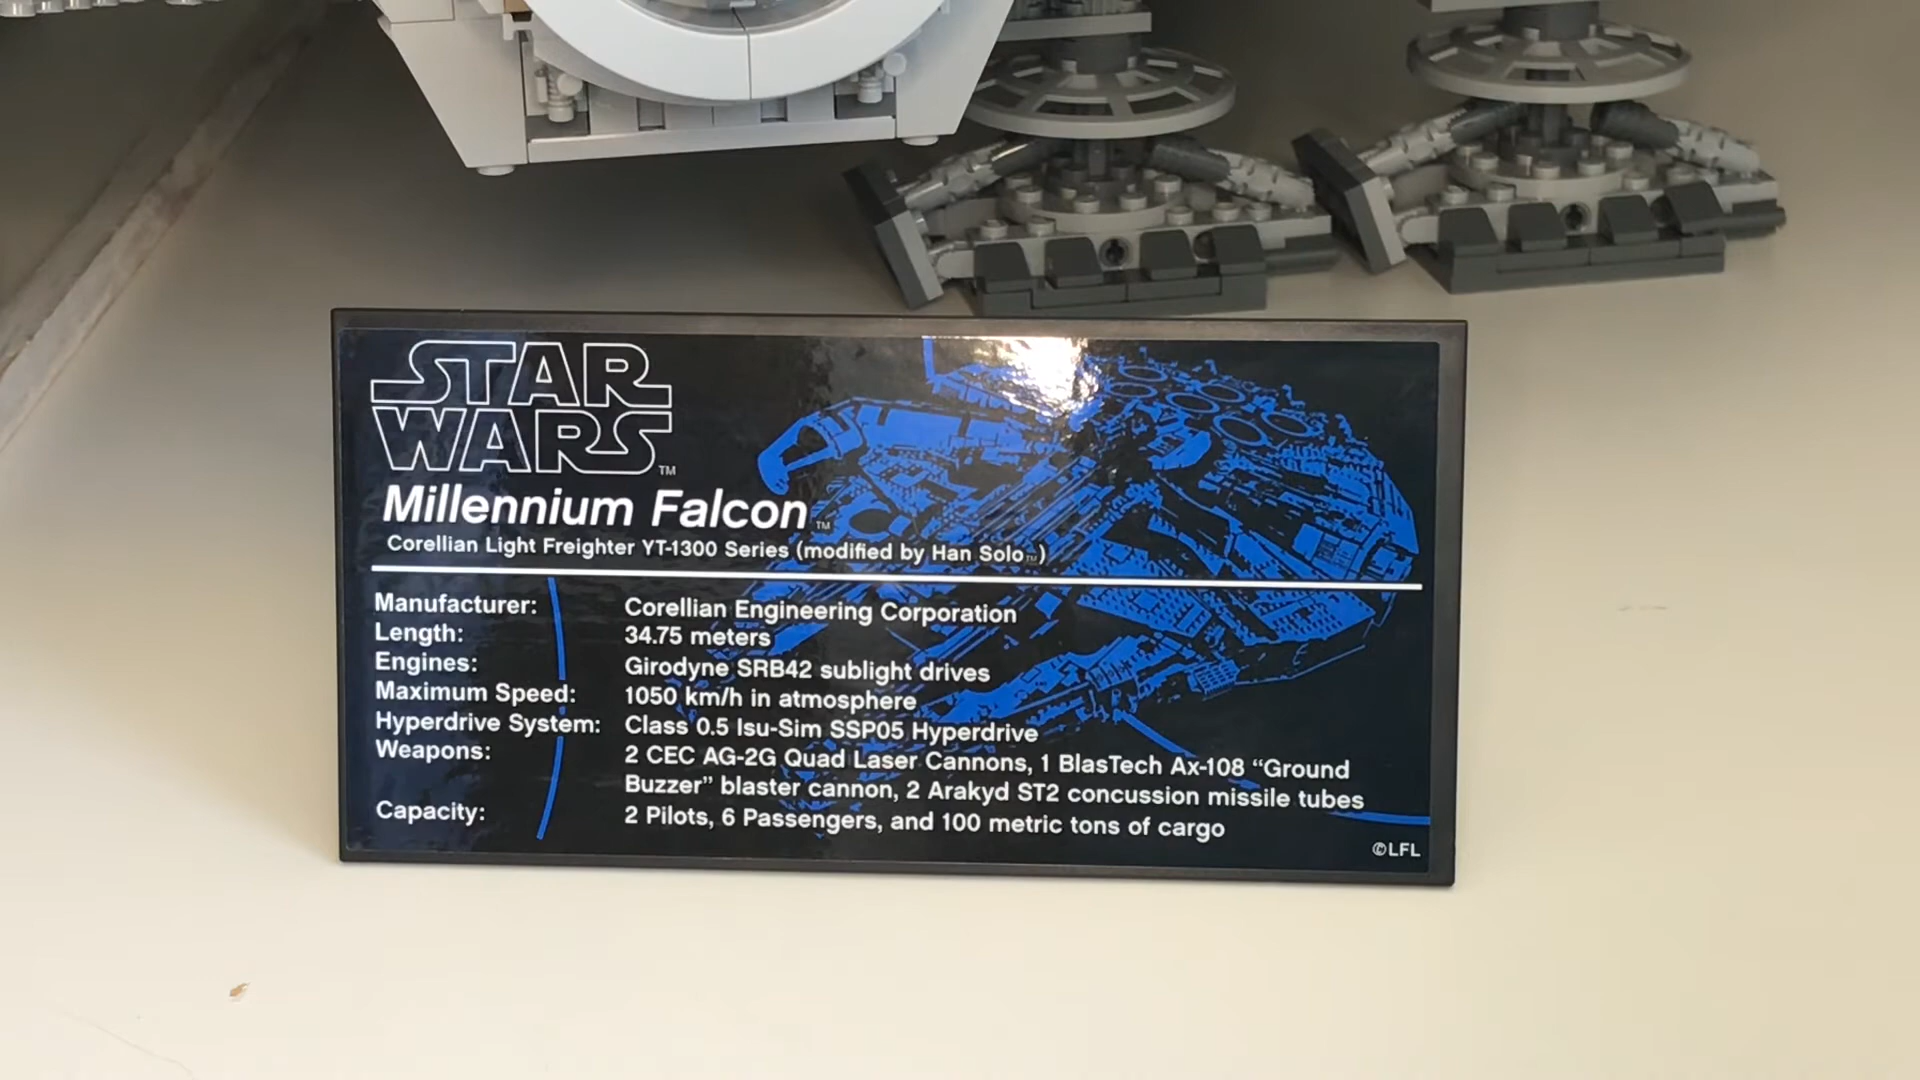 STAR
WARS™
Millennium Falcon™
Corellian Light Freighter YT-1300 Series (modified by Han Solo™)
Manufacturer: Corellian Engineering Corporation
Length: 34.75 meters
Engines: Girodyne SRB42 sublight drives
Maximum Speed: 1050 km/h in atmosphere
Hyperdrive System: Class 0.5 Isu-Sim SSP05 Hyperdrive
Weapons: 2 CEC AG-2G Quad Laser Cannons, 1 BlasTech Ax-108 “Ground
Buzzer” blaster cannon, 2 Arakyd ST2 concussion missile tubes
Capacity: 2 Pilots, 6 Passengers, and 100 metric tons of cargo
©LFL